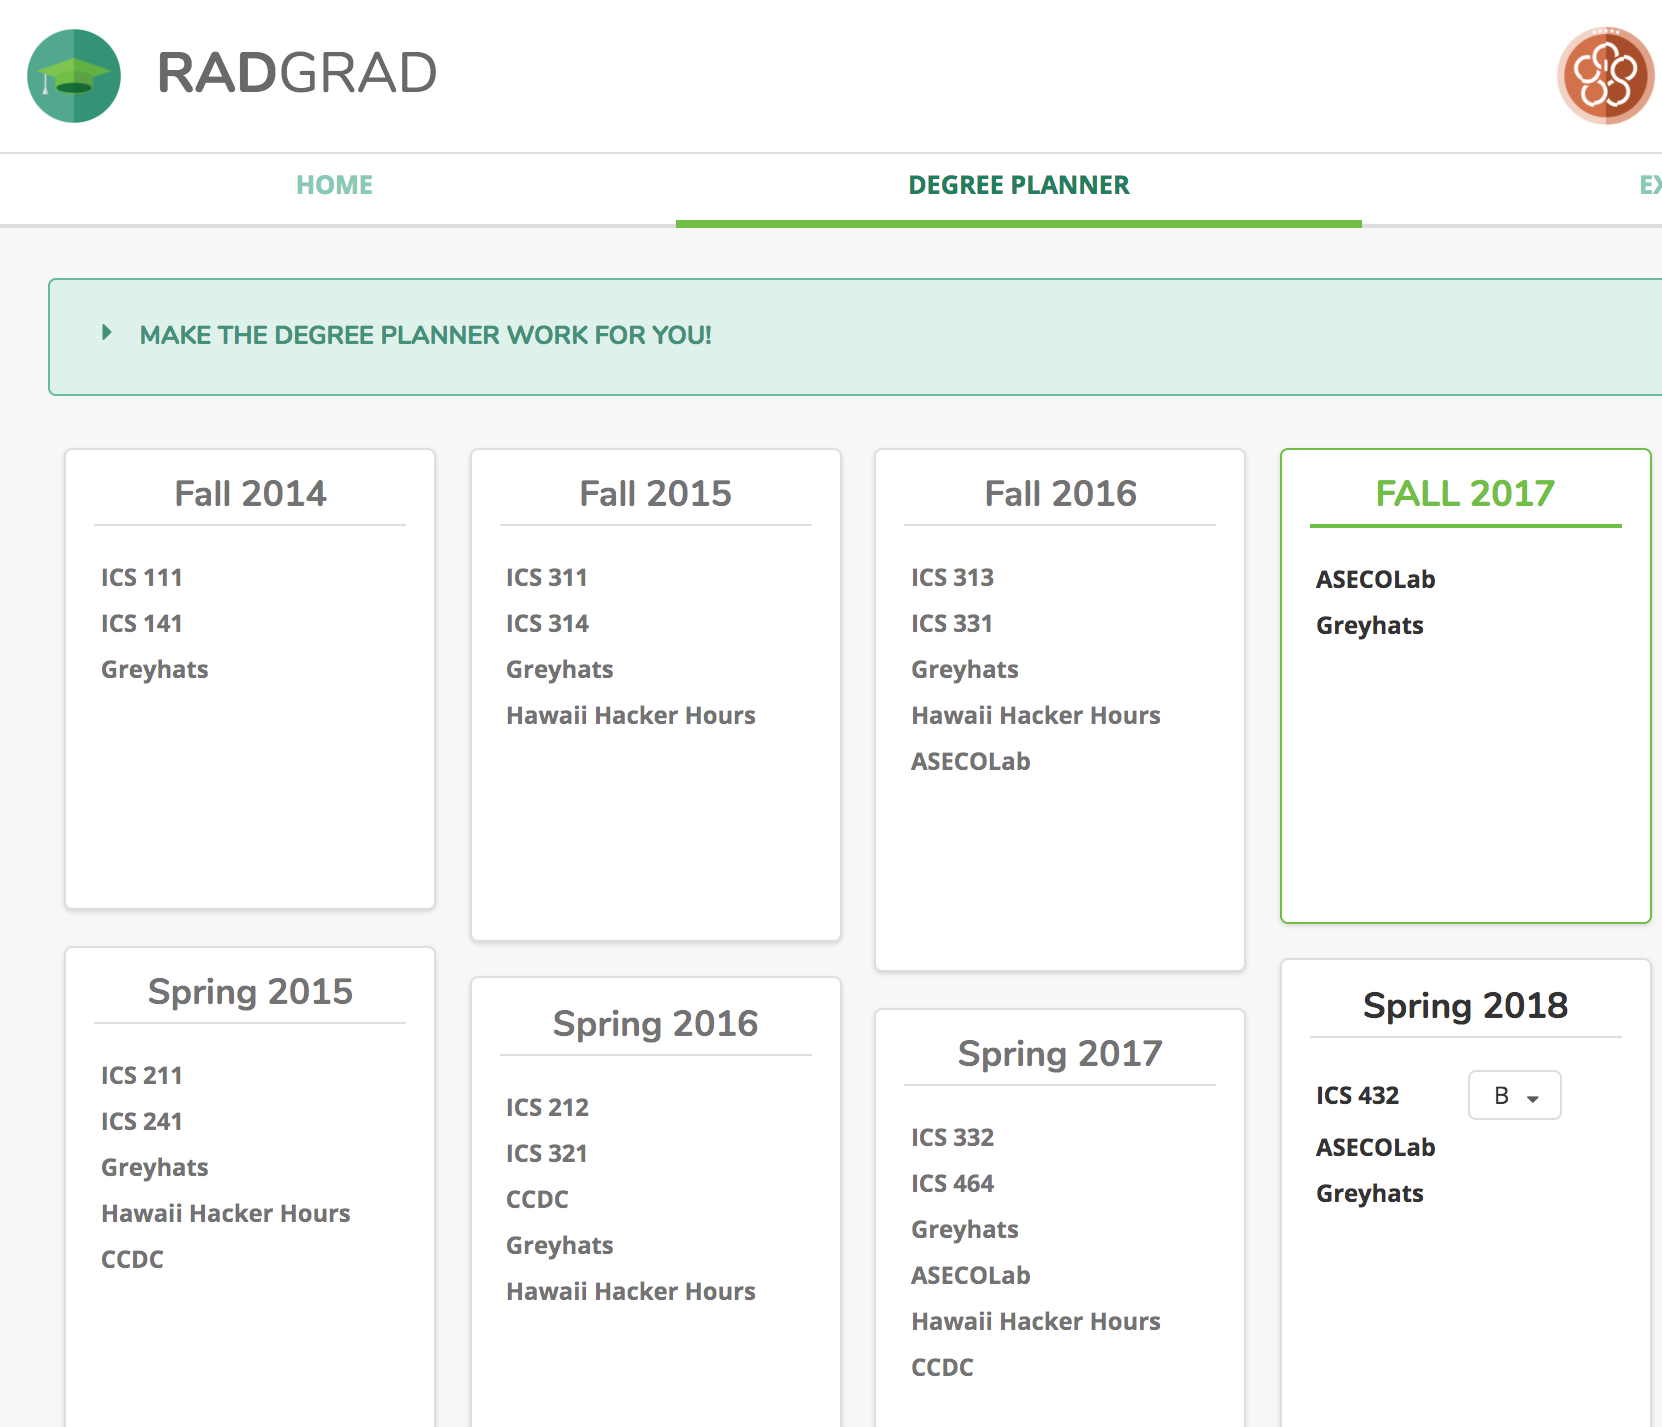 RADGRAD
HOME
DEGREE PLANNER
EX
MAKE THE DEGREE PLANNER WORK FOR YOU!
Fall 2014
ICS 111
ICS 141
Greyhats
Spring 2015
ICS 211
ICS 241
Greyhats
Hawaii Hacker Hours
CCDC
Fall 2015
ICS 311
ICS 314
Greyhats
Hawaii Hacker Hours
Spring 2016
ICS 212
ICS 321
CCDC
Greyhats
Hawaii Hacker Hours
Fall 2016
ICS 313
ICS 331
Greyhats
Hawaii Hacker Hours
ASECOLab
Spring 2017
ICS 332
ICS 464
Greyhats
ASECOLab
Hawaii Hacker Hours
CCDC
FALL 2017
ASECOLab
Greyhats
Spring 2018
ICS 432 B
ASECOLab
Greyhats